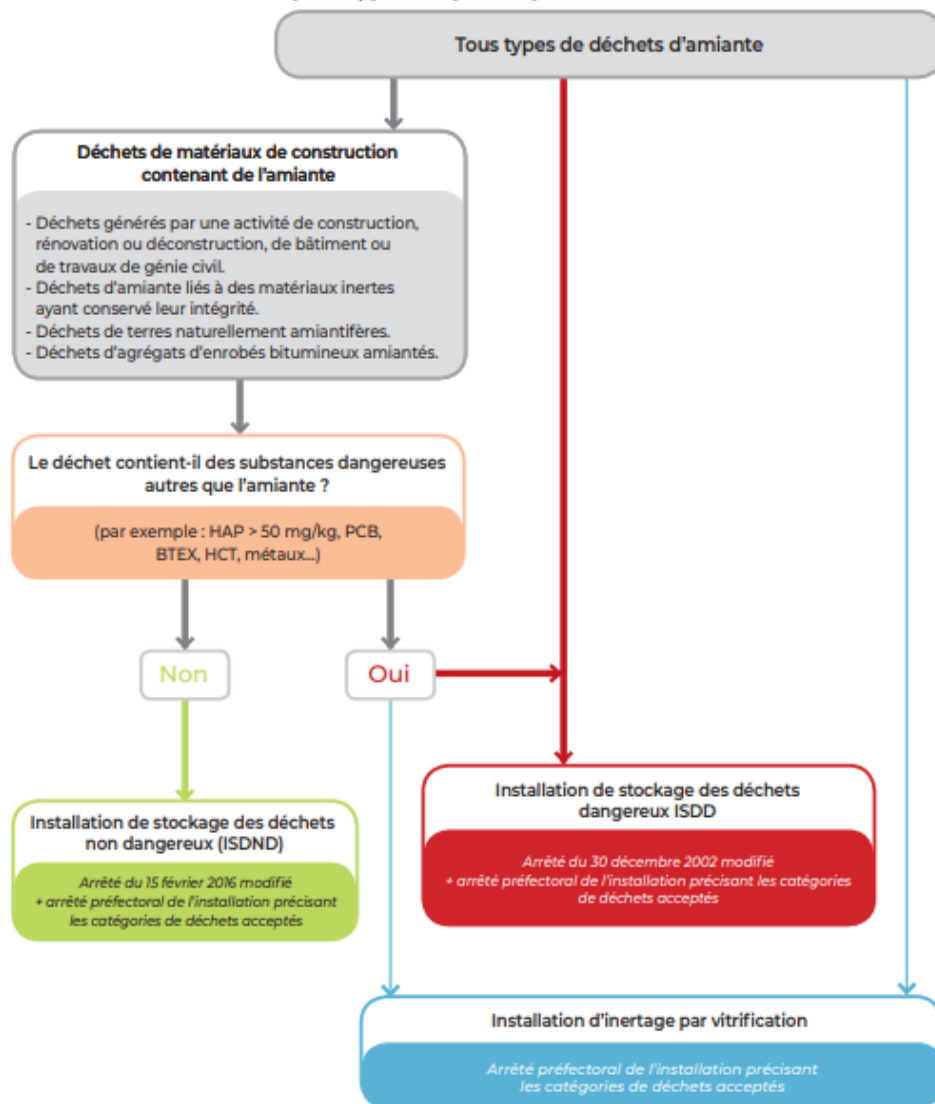 Tous types de déchets d’amiante
Déchets de matériaux de construction
contenant de l’amiante
- Déchets générés par une activité de construction,
rénovation ou déconstruction, de bâtiment ou
de travaux de génie civil.
- Déchets d’amiante liés à des matériaux inertes
ayant conservé leur intégrité.
- Déchets de terres naturellement amiantifères.
- Déchets d’agrégats d’enrobés bitumineux amiantés.
Le déchet contient-il des substances dangereuses
autres que l’amiante ?
(par exemple : HAP > 50 mg/kg, PCB,
BTEX, HCT, métaux...)
Non
Oui
Installation de stockage des déchets
non dangereux (ISDND)
Arrêté du 15 février 2016 modifié
+ arrêté préfectoral de l’installation précisant
les catégories de déchets acceptés
Installation de stockage des déchets
dangereux ISDD
Arrêté du 30 décembre 2002 modifié
+ arrêté préfectoral de l’installation précisant les catégories
de déchets acceptés
Installation d’inertage par vitrification
Arrêté préfectoral de l’installation précisant
les catégories de déchets acceptés